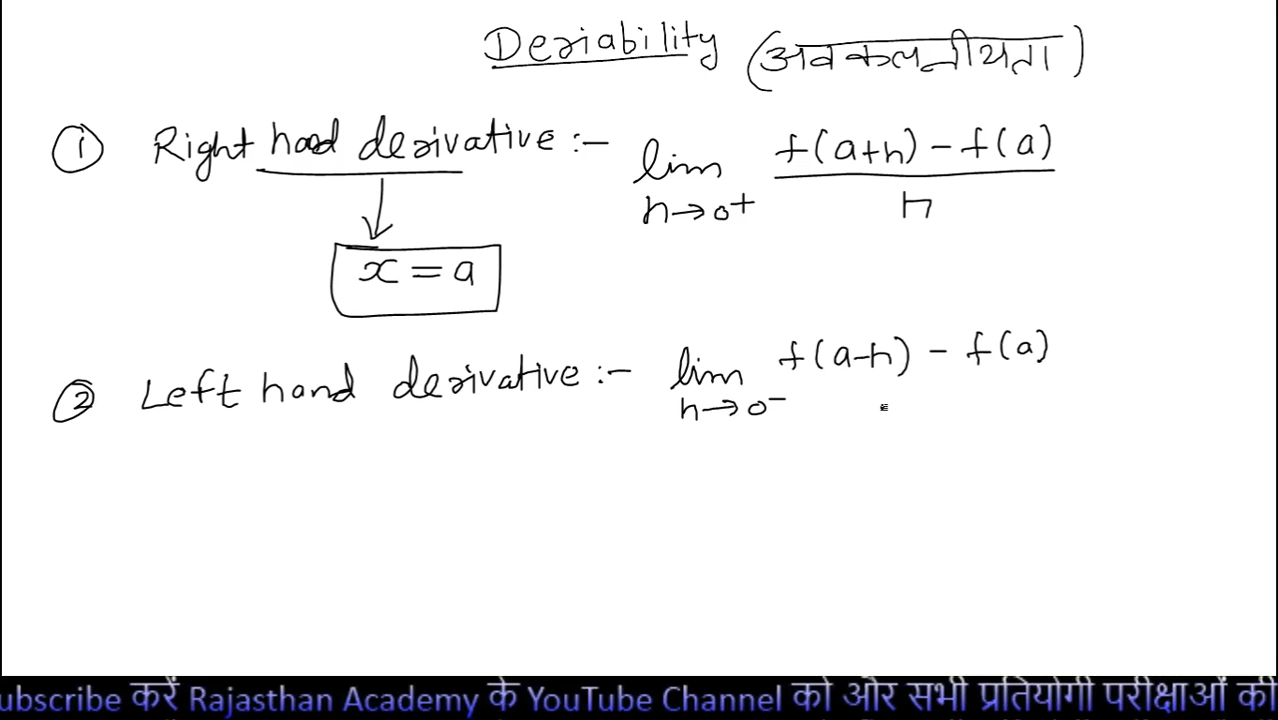 Deriability (अवकलनीयता)
① Right hand derivative :- lim h→0+ f(a+h) - f(a) / h
x = a
② Left hand derivative :- lim h→0- f(a-h) - f(a)
ubscribe करें Rajasthan Academy के YouTube Channel को और सभी प्रतियोगी परीक्षाओं की